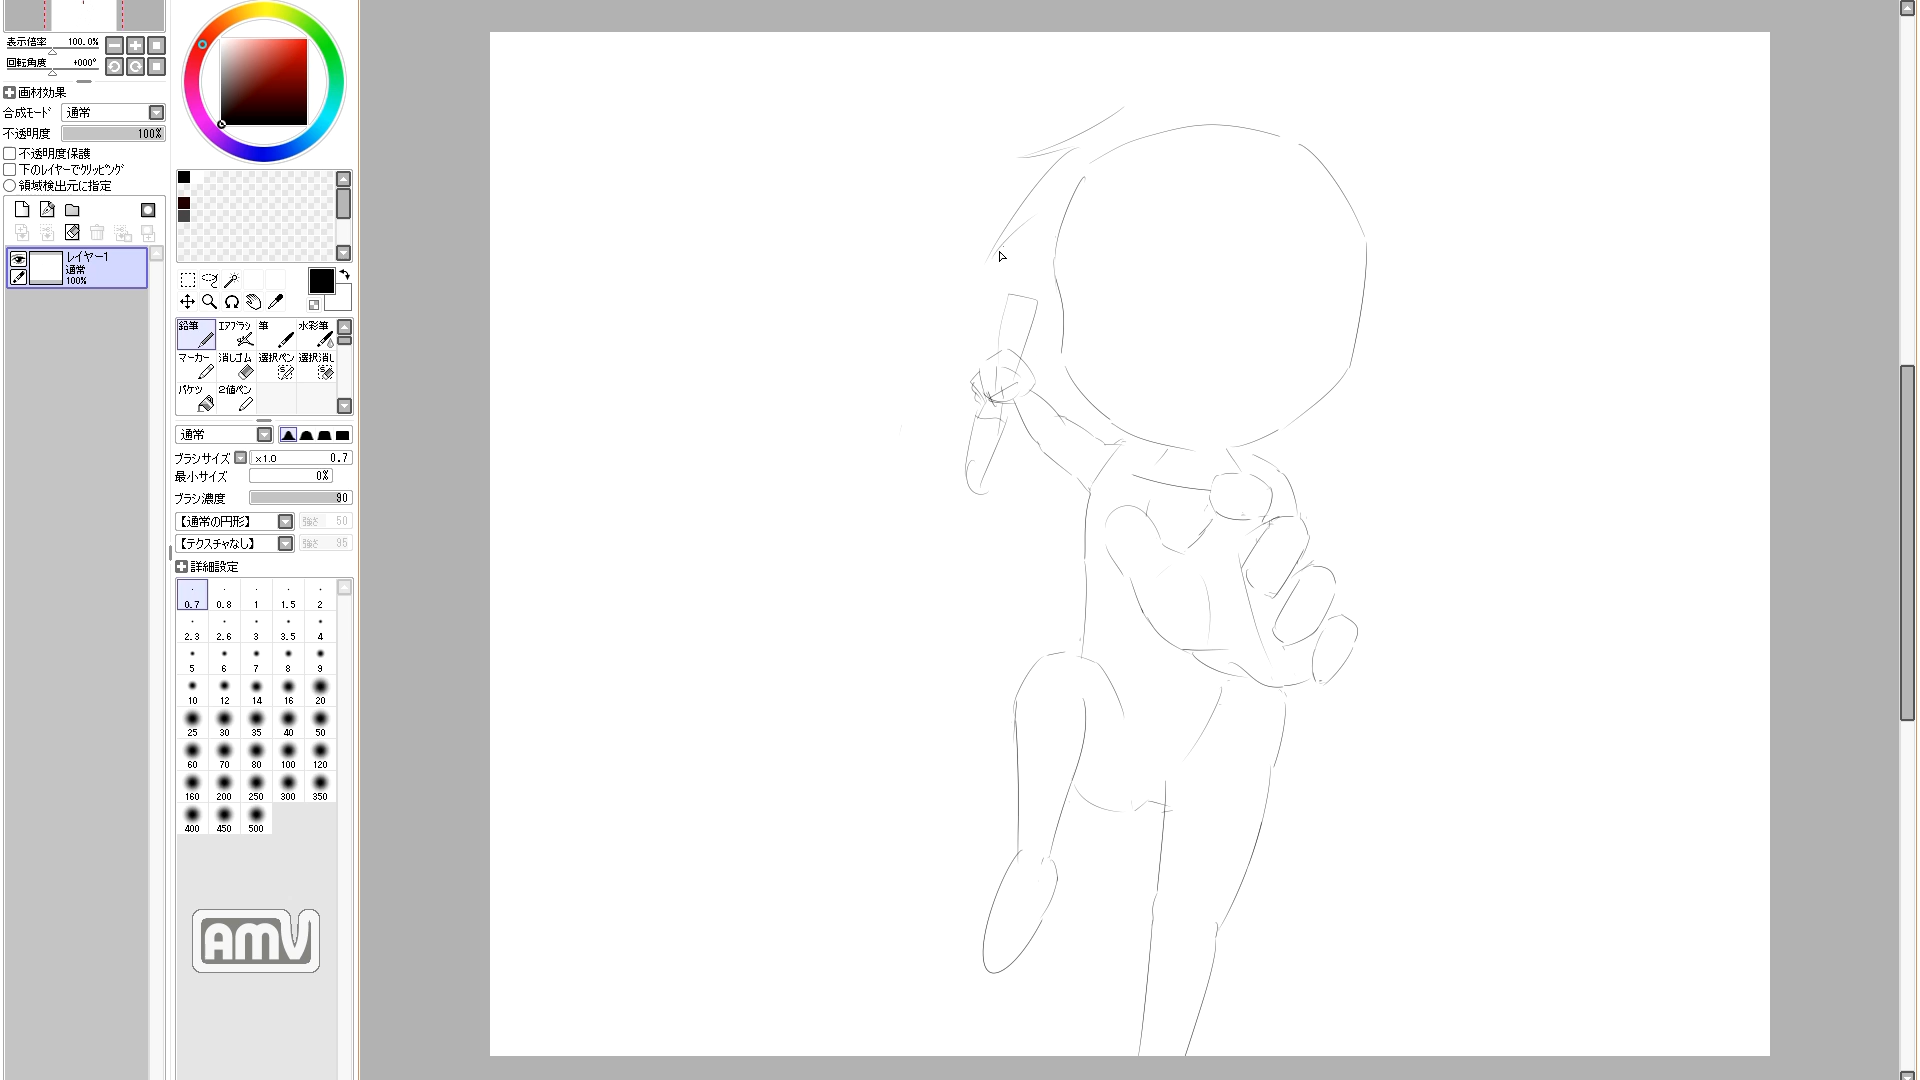 表示倍率 100.0%
回転角度 +000°
画材効果
合成モード 通常
不透明度 100%
不透明度保護
下のレイヤーでクリッピング
領域検出元に指定
レイヤー1
通常
100%
鉛筆 エアブラシ 筆 水彩筆
マーカー 消しゴム 選択ペン 選択消し
バケツ 2値ペン
通常
ブラシサイズ ×1.0 0.7
最小サイズ 0%
ブラシ濃度 90
【通常の円形】 強さ 50
【テクスチャなし】 強さ 95
詳細設定
0.7 0.8 1 1.5 2
2.3 2.6 3 3.5 4
5 6 7 8 9
10 12 14 16 20
25 30 35 40 50
60 70 80 100 120
160 200 250 300 350
400 450 500
AMV